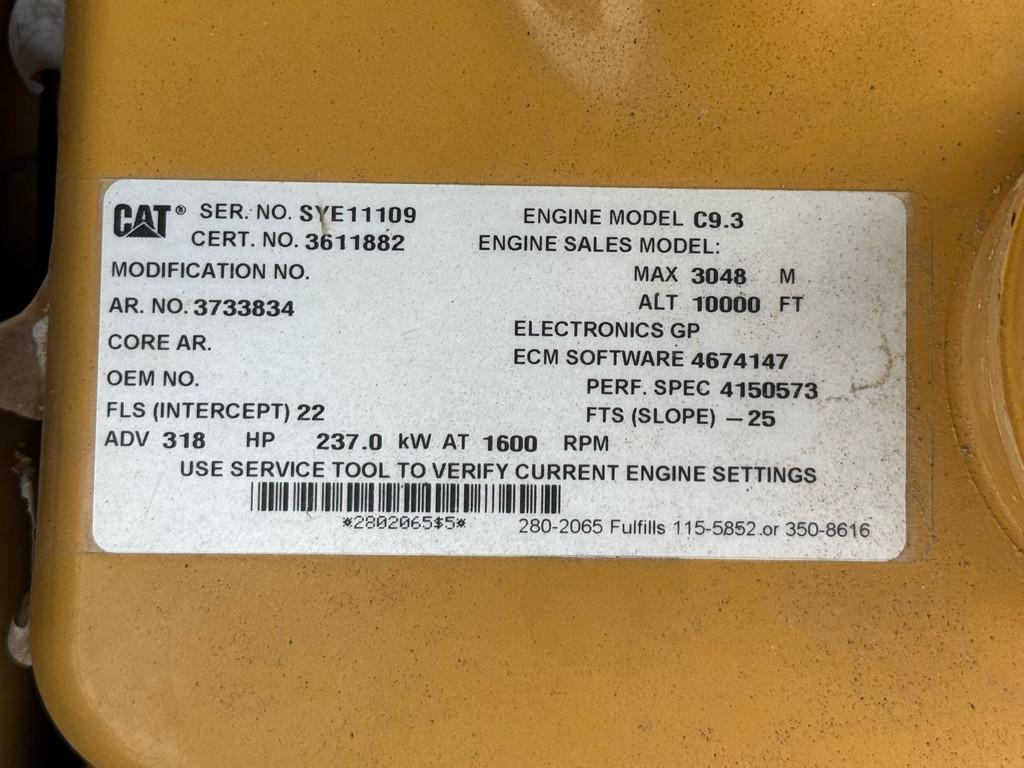 CAT® SER. NO. SYE11109 ENGINE MODEL C9.3
CERT. NO. 3611882 ENGINE SALES MODEL:
MODIFICATION NO. MAX 3048 M
AR. NO. 3733834 ALT 10000 FT
CORE AR. ELECTRONICS GP
ECM SOFTWARE 4674147
OEM NO. PERF. SPEC 4150573
FLS (INTERCEPT) 22 FTS (SLOPE) -25
ADV 318 HP 237.0 kW AT 1600 RPM
USE SERVICE TOOL TO VERIFY CURRENT ENGINE SETTINGS
*2802065$5* 280-2065 Fulfills 115-5852 or 350-8616